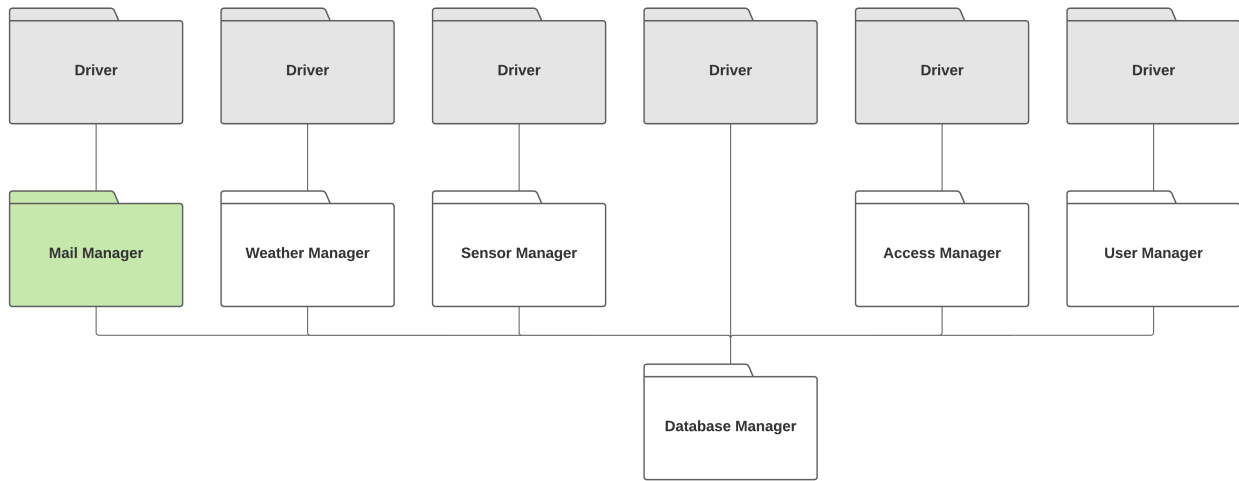 Driver
Driver
Driver
Driver
Driver
Driver
Mail Manager
Weather Manager
Sensor Manager
Access Manager
User Manager
Database Manager